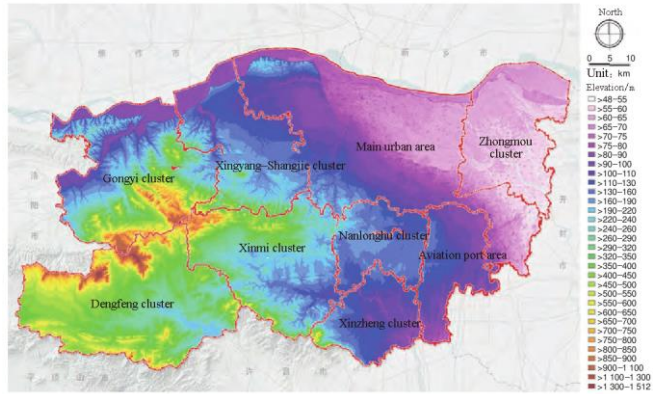 North
0 5 10
Unit: km
Elevation/m
>48-55
>55-60
>60-65
>65-70
>70-75
>75-80
>80-90
>90-100
>100-110
>110-130
>130-160
>160-190
>190-220
>220-240
>240-260
>260-290
>290-320
>320-350
>350-400
>400-450
>450-500
>500-550
>550-600
>600-650
>650-700
>700-750
>750-800
>800-850
>850-900
>900-1 100
>1 100-1 300
>1 300-1 512
Main urban area
Zhongmou
cluster
Xingyang-Shangjie cluster
Gongyi cluster
Xinmi cluster
Nanlonghu cluster
Aviation port area
Dengfeng cluster
Xinzheng cluster